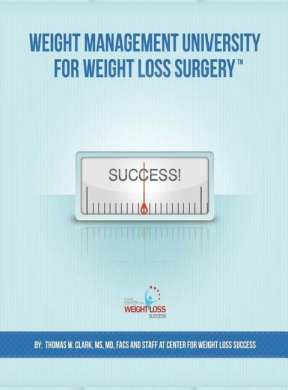 WEIGHT MANAGEMENT UNIVERSITY
FOR WEIGHT LOSS SURGERY™
SUCCESS!
WEIGHT LOSS
SUCCESS
BY: THOMAS W. CLARK, MS, MD, FACS AND STAFF AT CENTER FOR WEIGHT LOSS SUCCESS